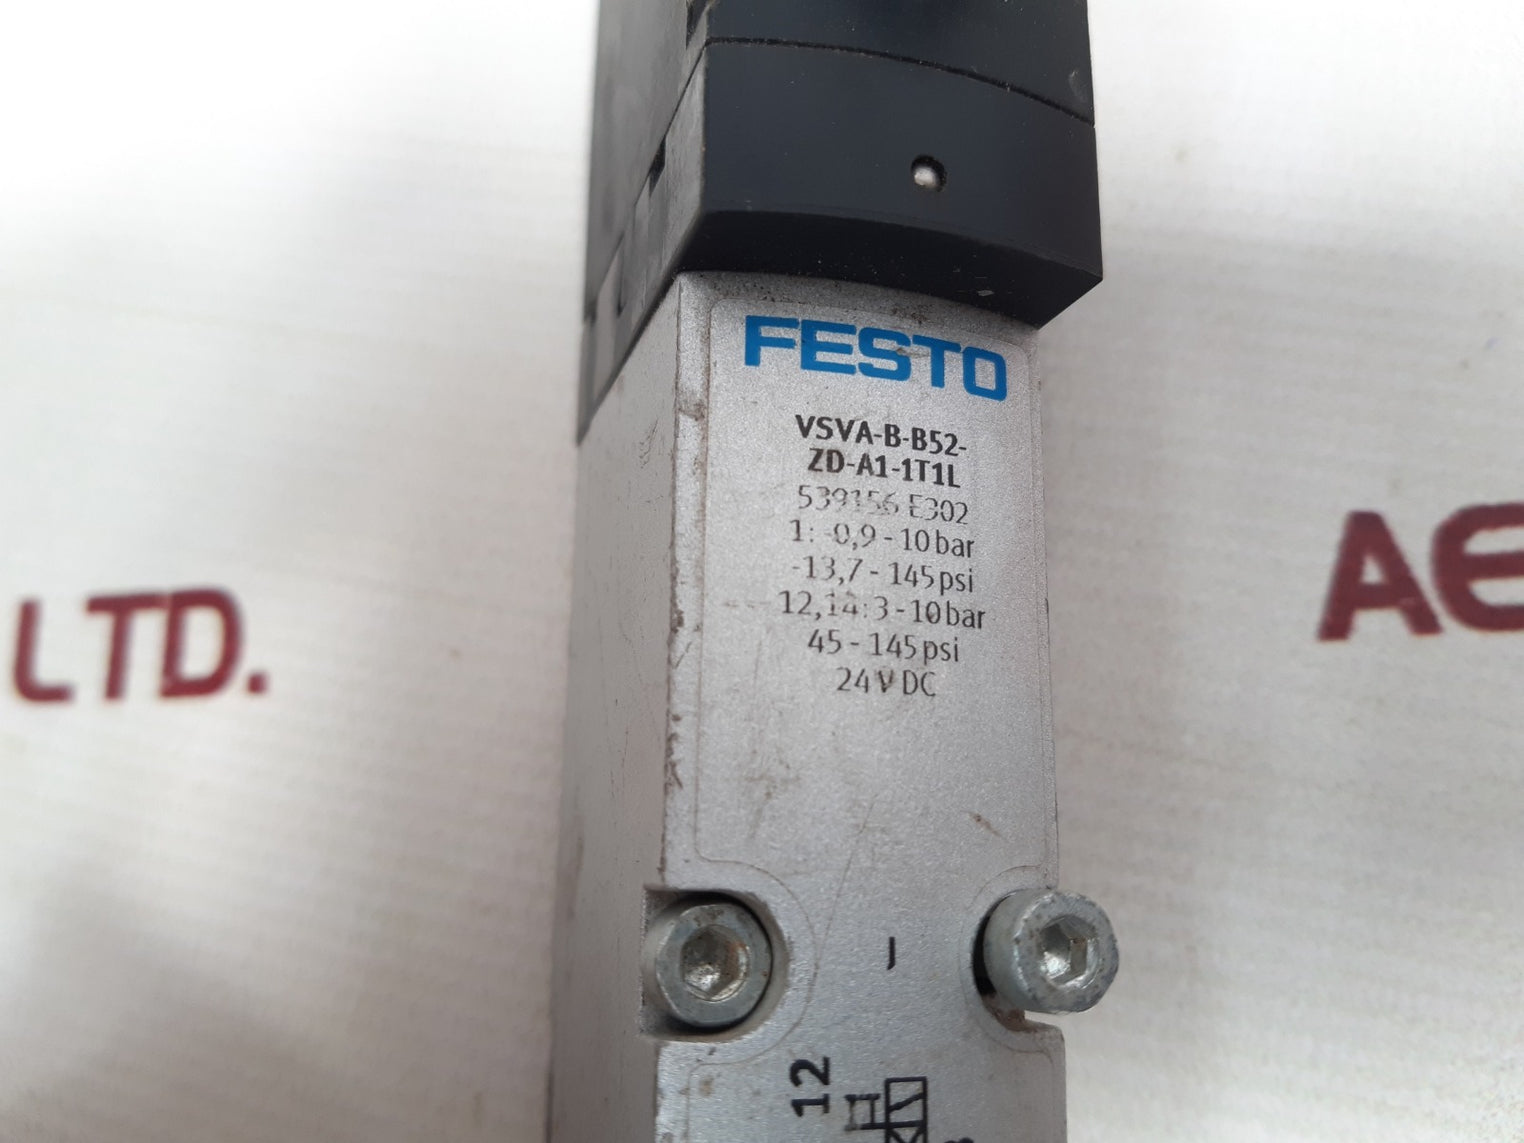 FESTO
VSVA-B-B52-
ZD-A1-1T1L
539156 E302
1: -0,9 - 10 bar
-13,7 - 145 psi
12,14: 3 - 10 bar
45 - 145 psi
24 V DC
LTD.
AE
J
12